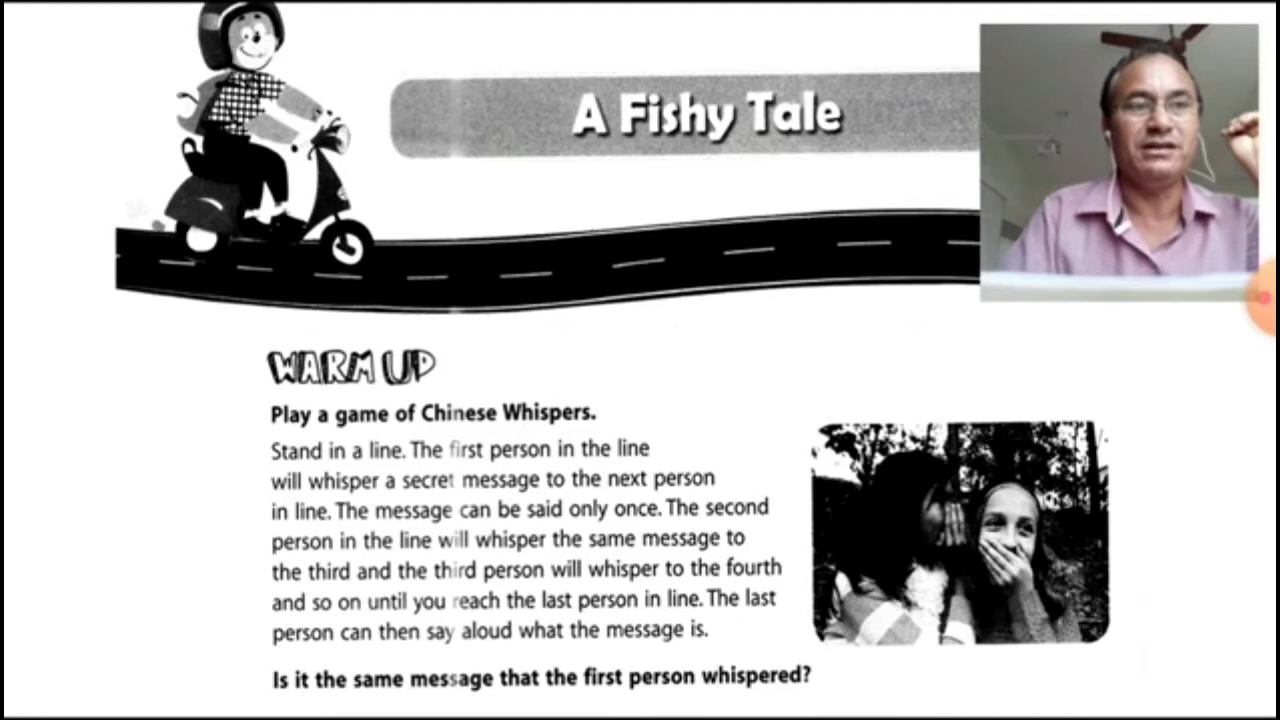 A Fishy Tale
WARM UP
Play a game of Chinese Whispers.
Stand in a line. The first person in the line
will whisper a secret message to the next person
in line. The message can be said only once. The second
person in the line will whisper the same message to
the third and the third person will whisper to the fourth
and so on until you reach the last person in line. The last
person can then say aloud what the message is.
Is it the same message that the first person whispered?